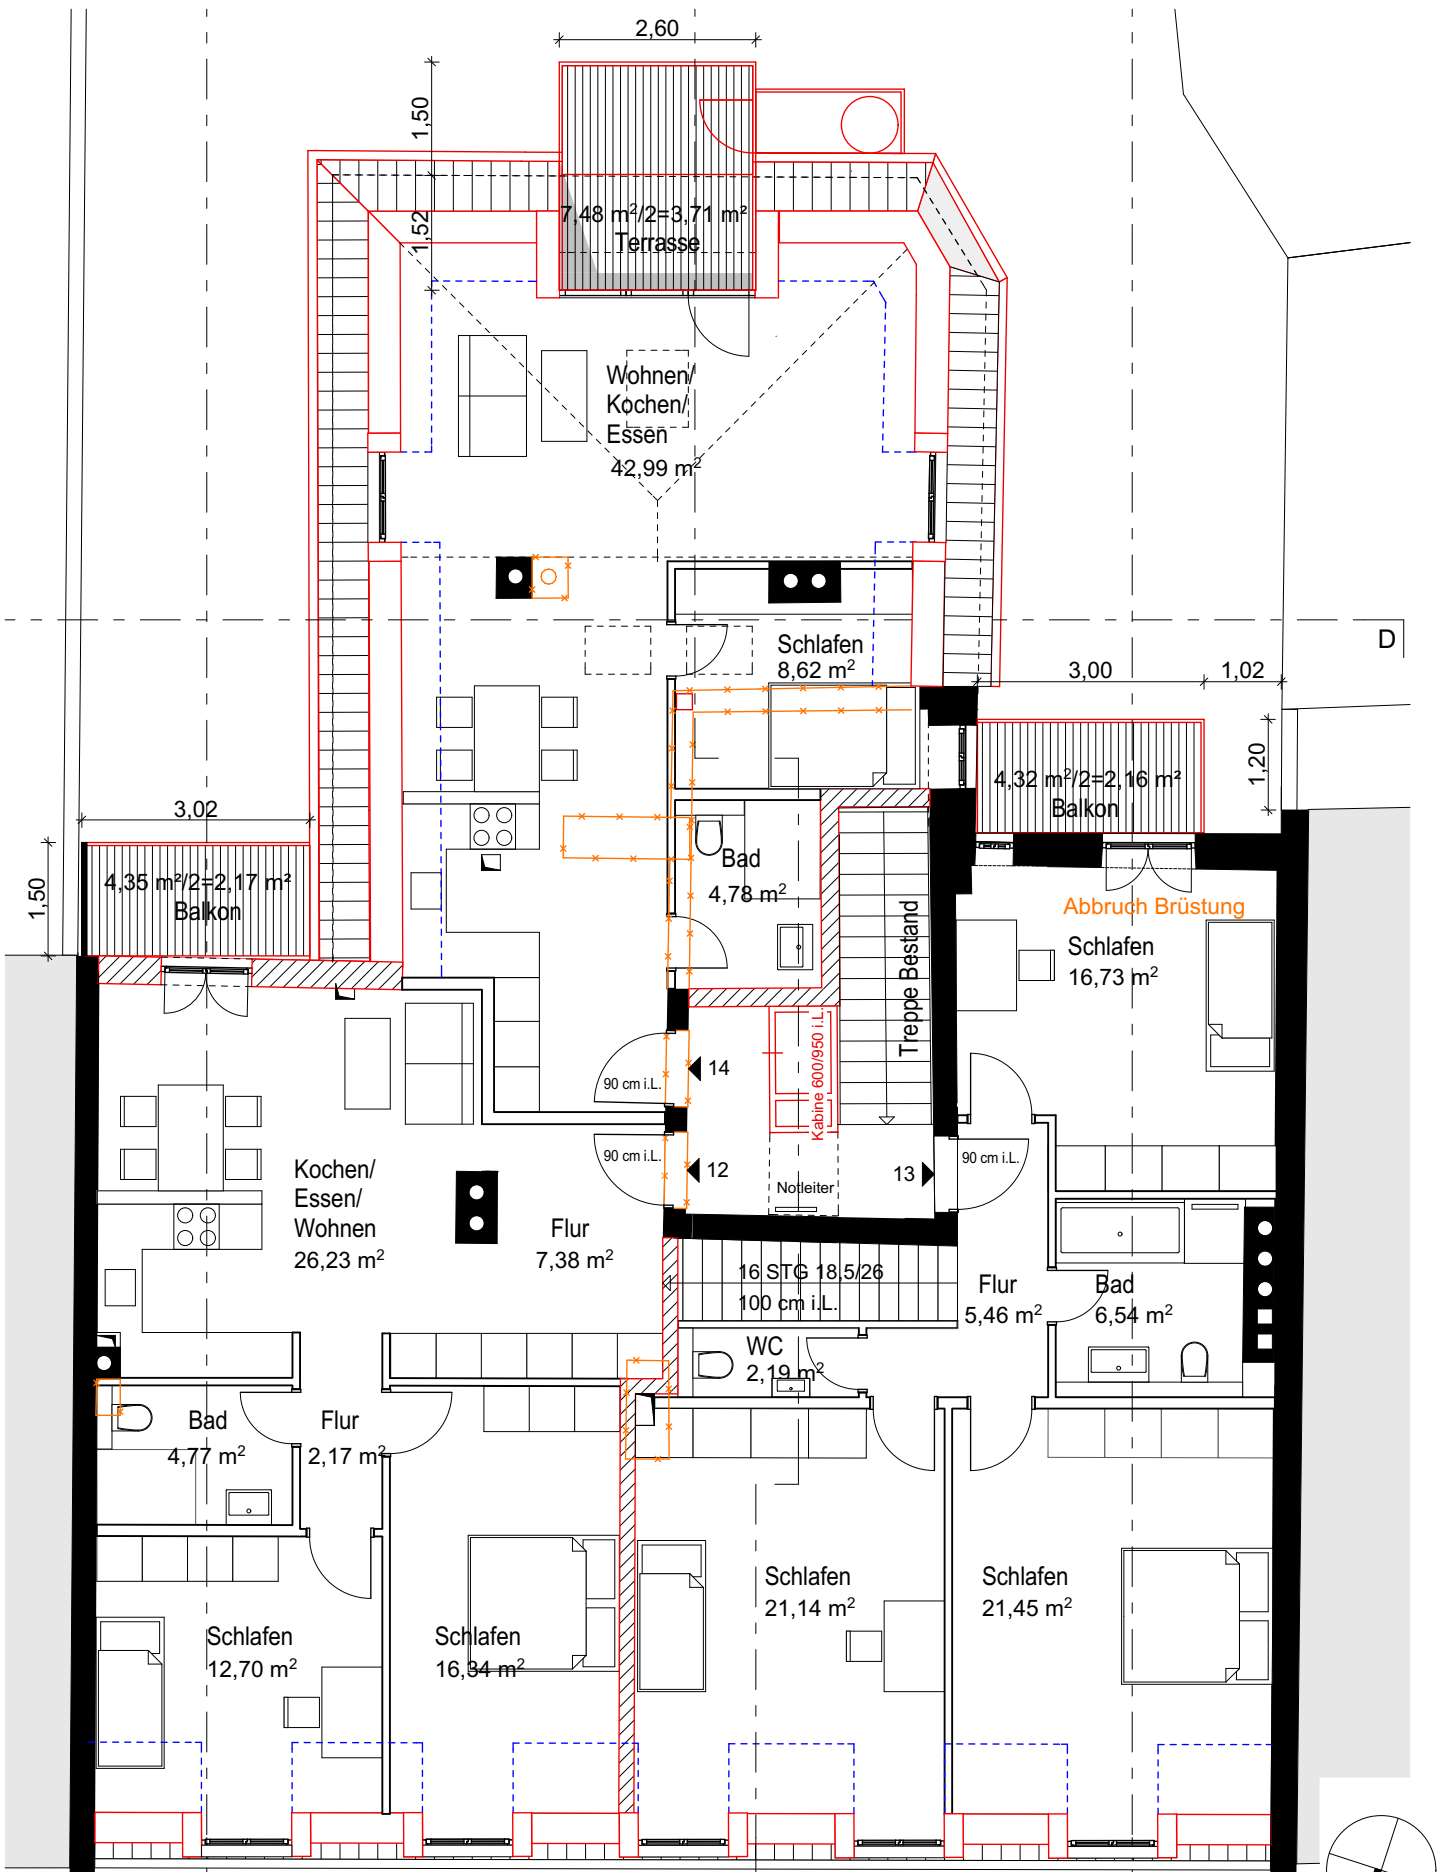 2,60
1,50
1,52
7,48 m²/2=3,71 m²
Terrasse
Wohnen/
Kochen/
Essen
42,99 m²
D
Schlafen
8,62 m²
3,00
1,02
1,20
4,32 m²/2=2,16 m²
Balkon
3,02
1,50
4,35 m²/2=2,17 m²
Balkon
Bad
4,78 m²
Treppe Bestand
Abbruch Brüstung
Schlafen
16,73 m²
Kabine 600/950 i.L.
14
90 cm i.L.
90 cm i.L.
12
13
90 cm i.L.
Notleiter
Kochen/
Essen/
Wohnen
26,23 m²
Flur
7,38 m²
16 STG 18,5/26
100 cm i.L.
Flur
5,46 m²
Bad
6,54 m²
WC
2,19 m²
Bad
4,77 m²
Flur
2,17 m²
Schlafen
12,70 m²
Schlafen
16,34 m²
Schlafen
21,14 m²
Schlafen
21,45 m²